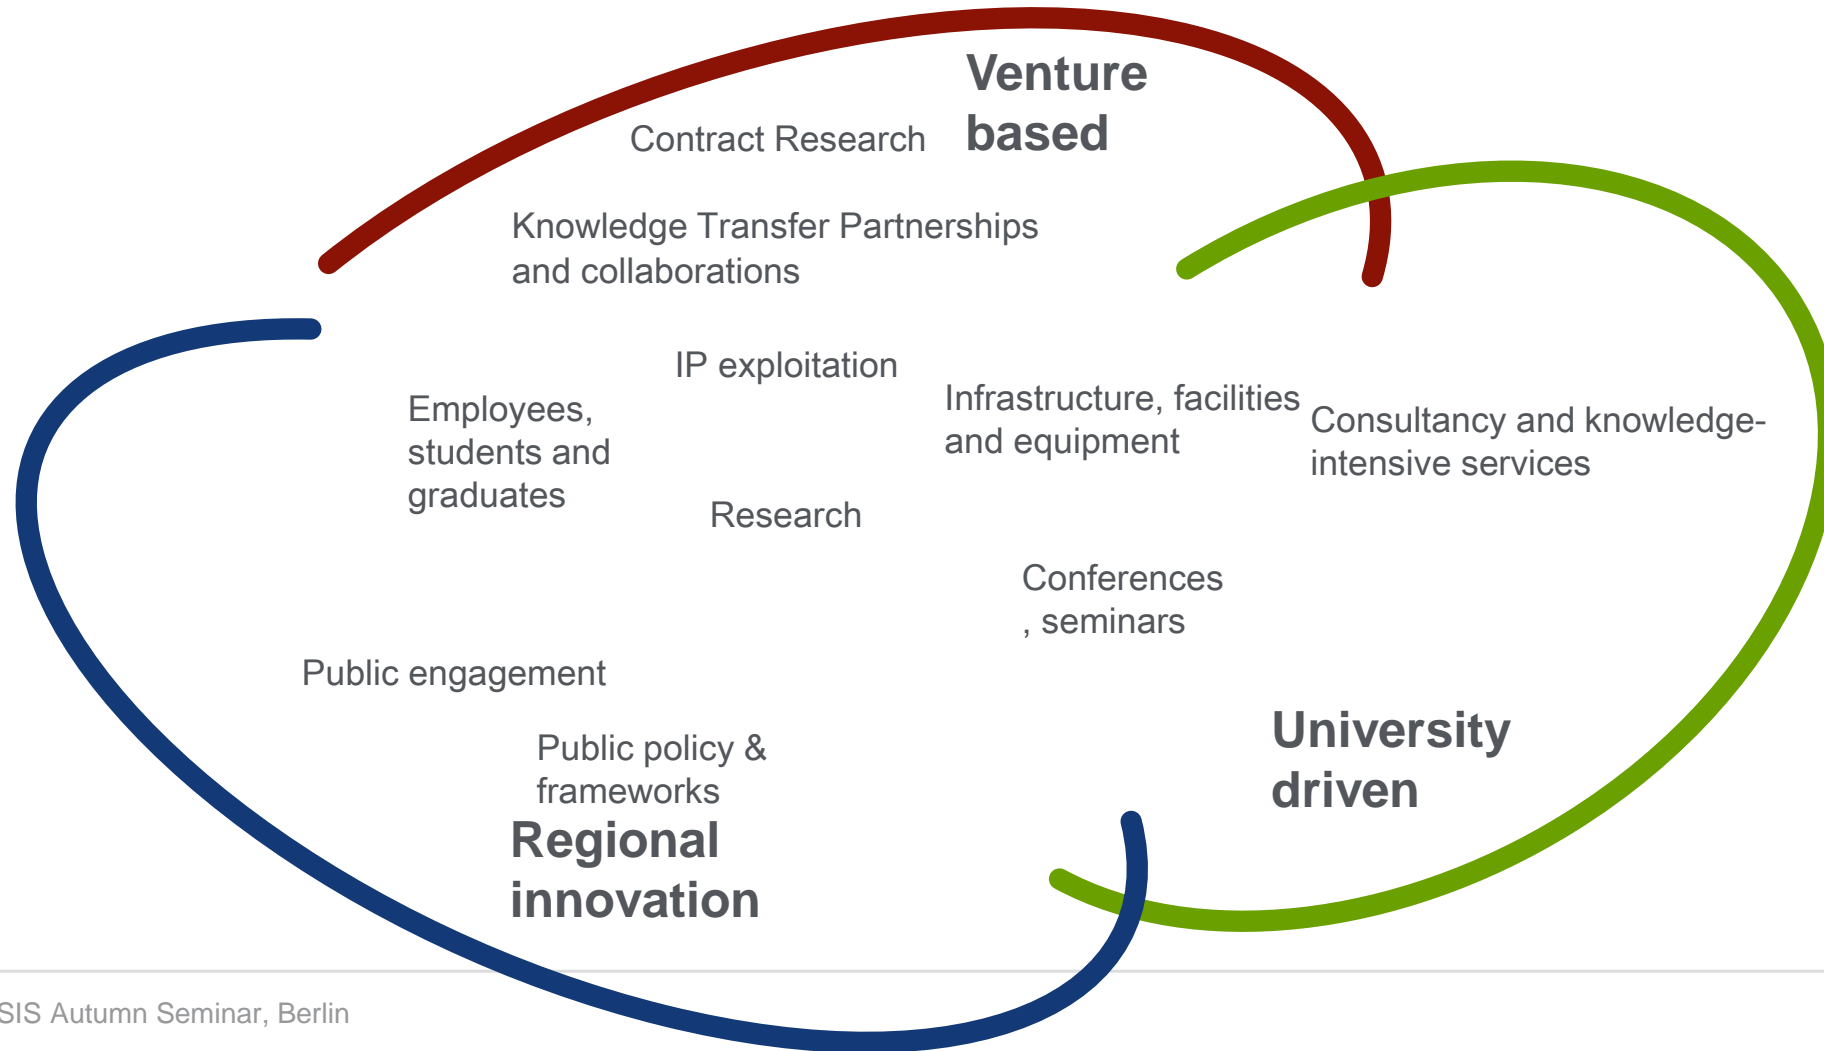 Venture
based
Contract Research
Knowledge Transfer Partnerships
and collaborations
IP exploitation
Employees,
students and
graduates
Infrastructure, facilities
and equipment
Consultancy and knowledge-
intensive services
Research
Conferences
, seminars
Public engagement
Public policy &
frameworks
University
driven
Regional
innovation
SIS Autumn Seminar, Berlin